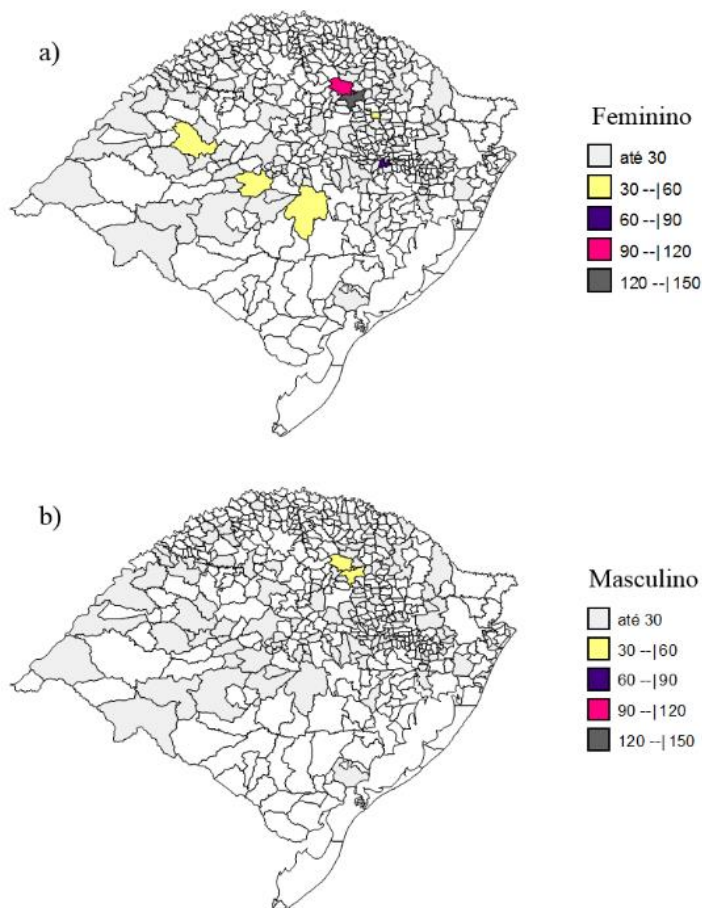 a)
Feminino
até 30
30 --| 60
60 --| 90
90 --| 120
120 --| 150
b)
Masculino
até 30
30 --| 60
60 --| 90
90 --| 120
120 --| 150